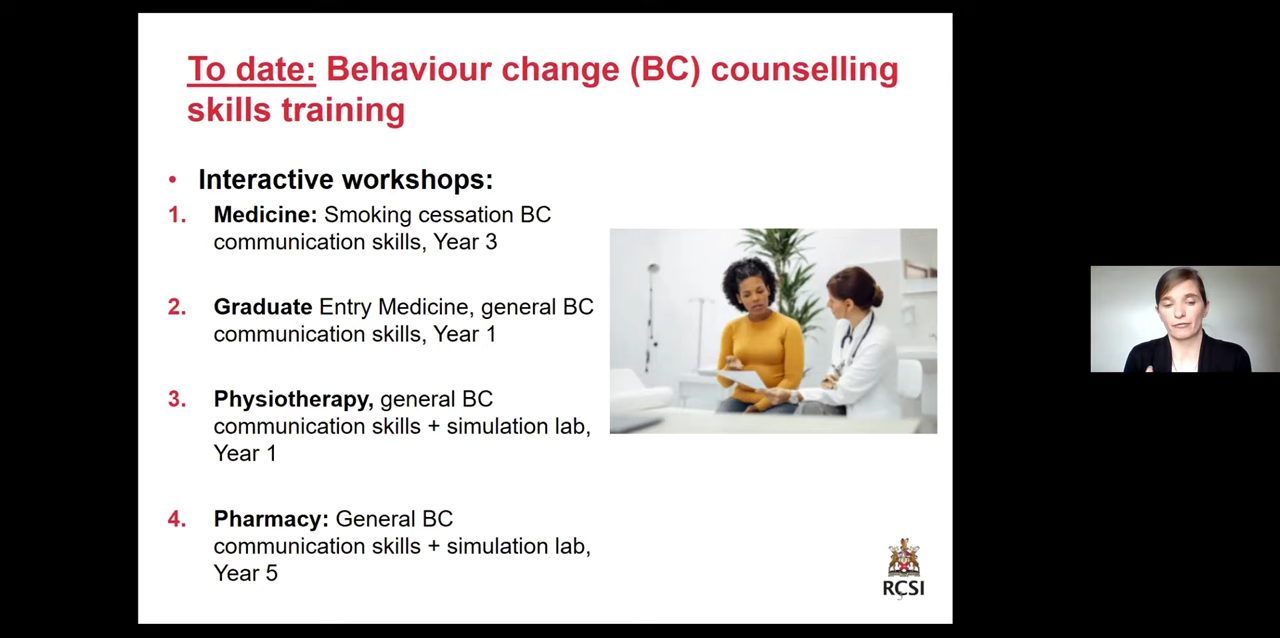 To date: Behaviour change (BC) counselling
skills training
• Interactive workshops:
1. Medicine: Smoking cessation BC
communication skills, Year 3
2. Graduate Entry Medicine, general BC
communication skills, Year 1
3. Physiotherapy, general BC
communication skills + simulation lab,
Year 1
4. Pharmacy: General BC
communication skills + simulation lab,
Year 5
RCSI